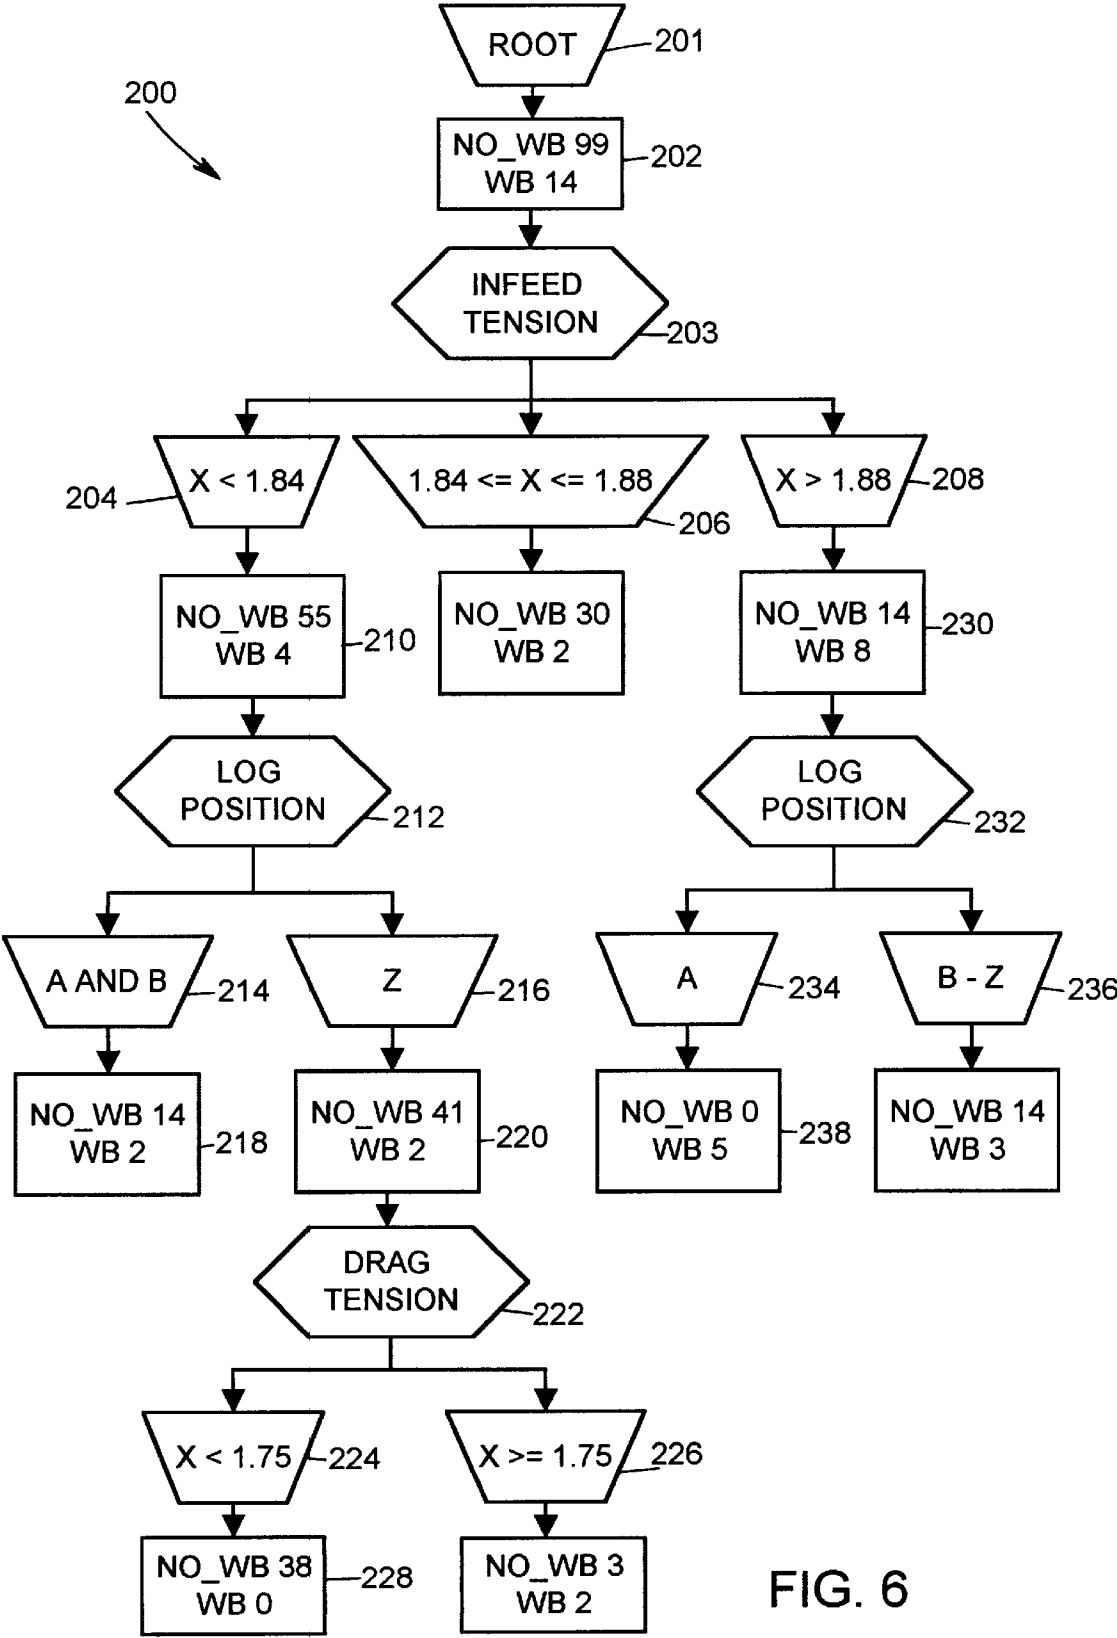 ROOT
201
200
NO_WB 99
WB 14
202
INFEED
TENSION
203
X < 1.84
204
1.84 <= X <= 1.88
206
X > 1.88
208
NO_WB 55
WB 4
210
NO_WB 30
WB 2
NO_WB 14
WB 8
230
LOG
POSITION
212
LOG
POSITION
232
A AND B
214
Z
216
A
234
B - Z
236
NO_WB 14
WB 2
218
NO_WB 41
WB 2
220
NO_WB 0
WB 5
238
NO_WB 14
WB 3
DRAG
TENSION
222
X < 1.75
224
X >= 1.75
226
NO_WB 38
WB 0
228
NO_WB 3
WB 2
FIG. 6